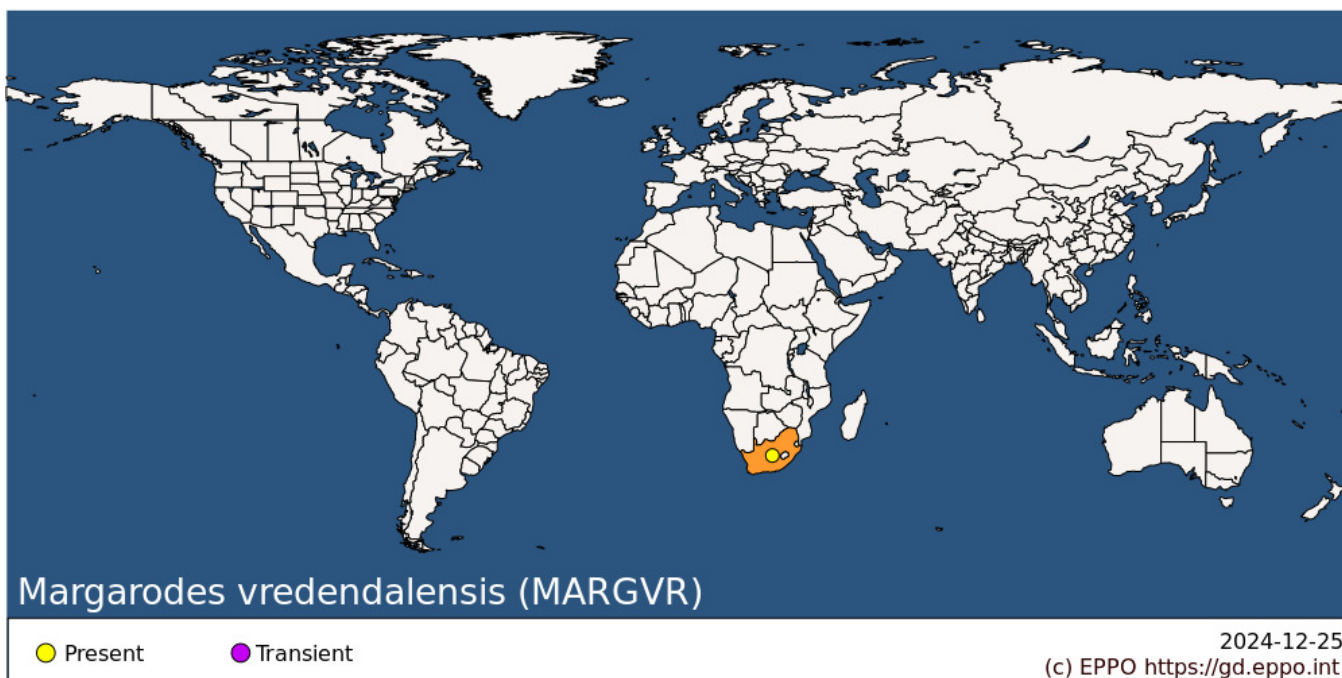 Margarodes vredendalensis (MARGVR)
Present
Transient
2024-12-25
(c) EPPO https://gd.eppo.int